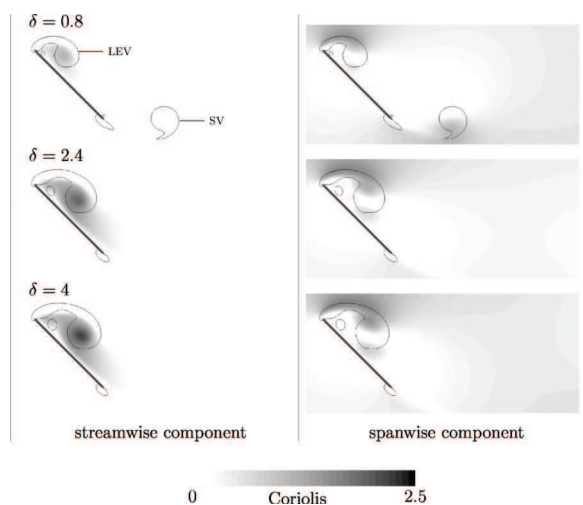 δ = 0.8
LEV
SV
δ = 2.4
δ = 4
streamwise component
spanwise component
0
Coriolis
2.5